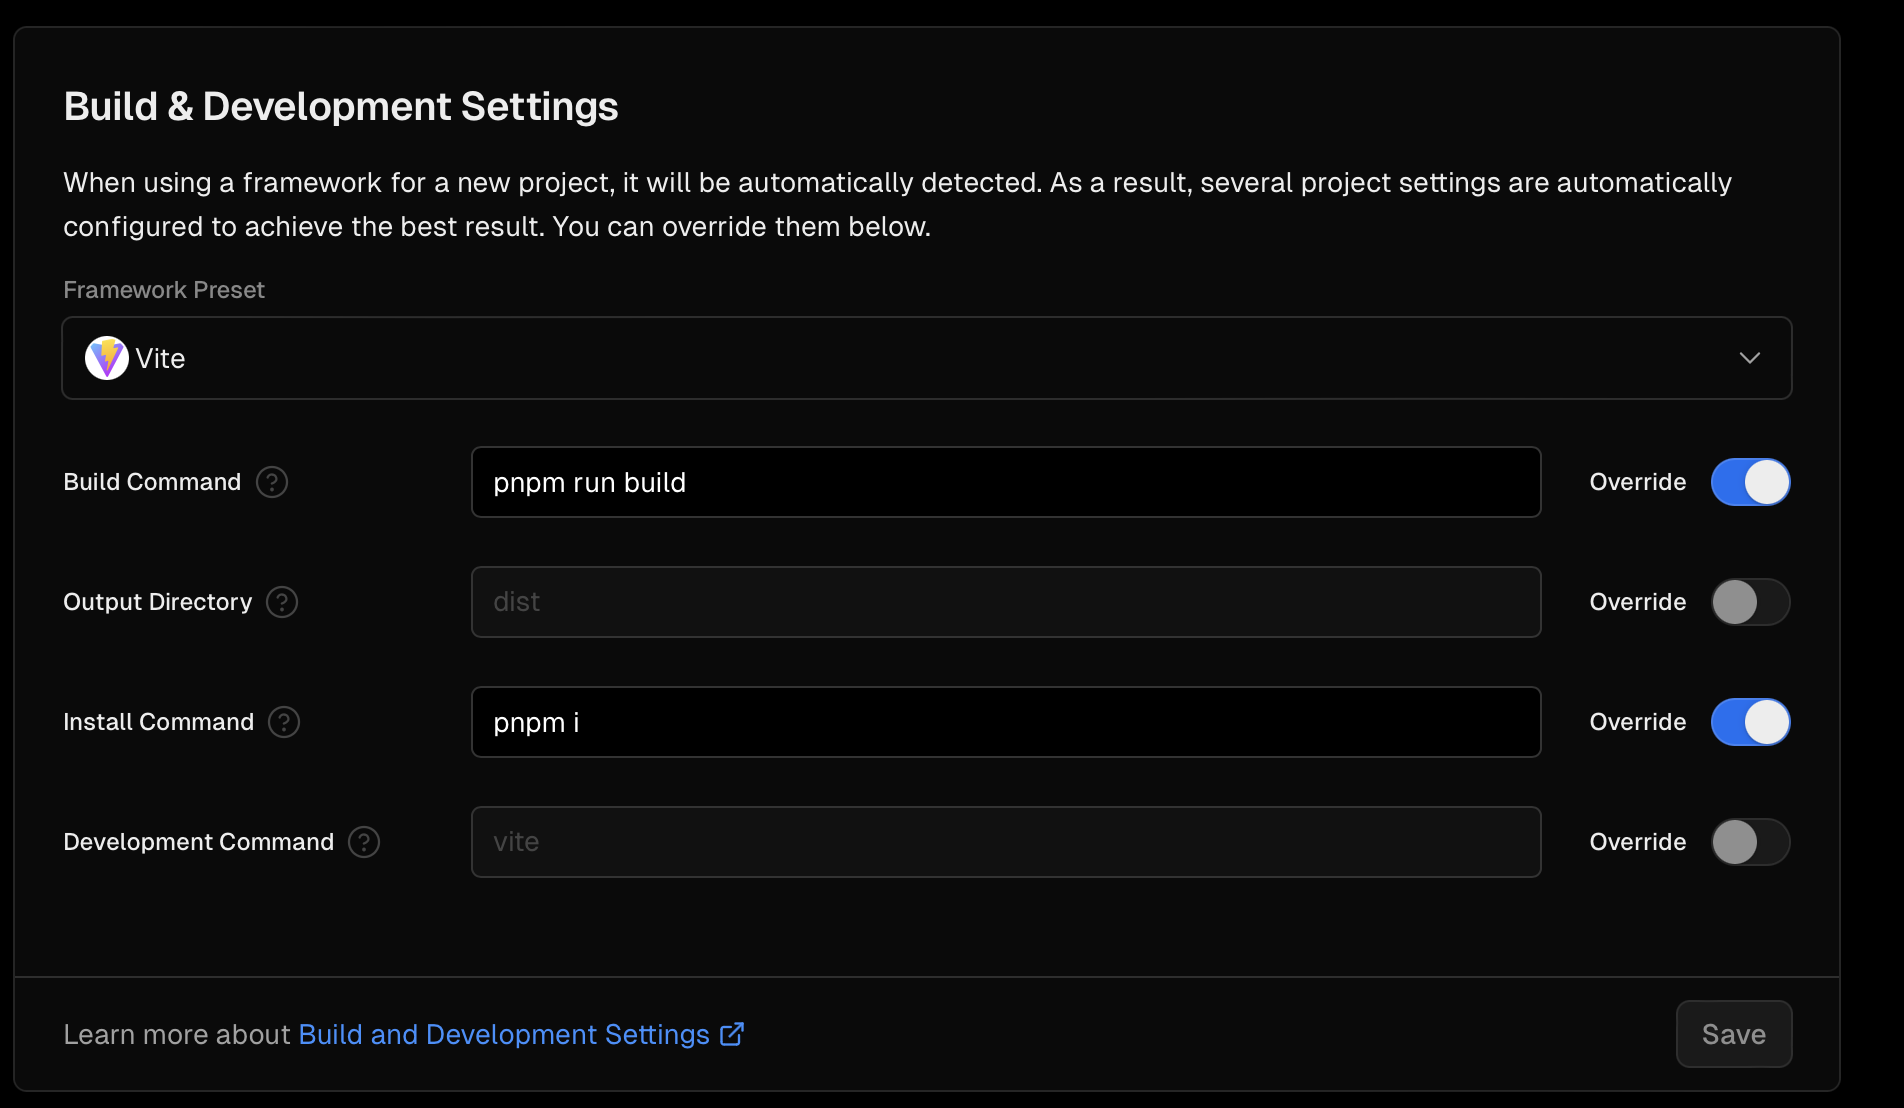 Build & Development Settings
When using a framework for a new project, it will be automatically detected. As a result, several project settings are automatically
configured to achieve the best result. You can override them below.
Framework Preset
Vite
Build Command ?
pnpm run build
Override
Output Directory ?
dist
Override
Install Command ?
pnpm i
Override
Development Command ?
vite
Override
Learn more about Build and Development Settings
Save